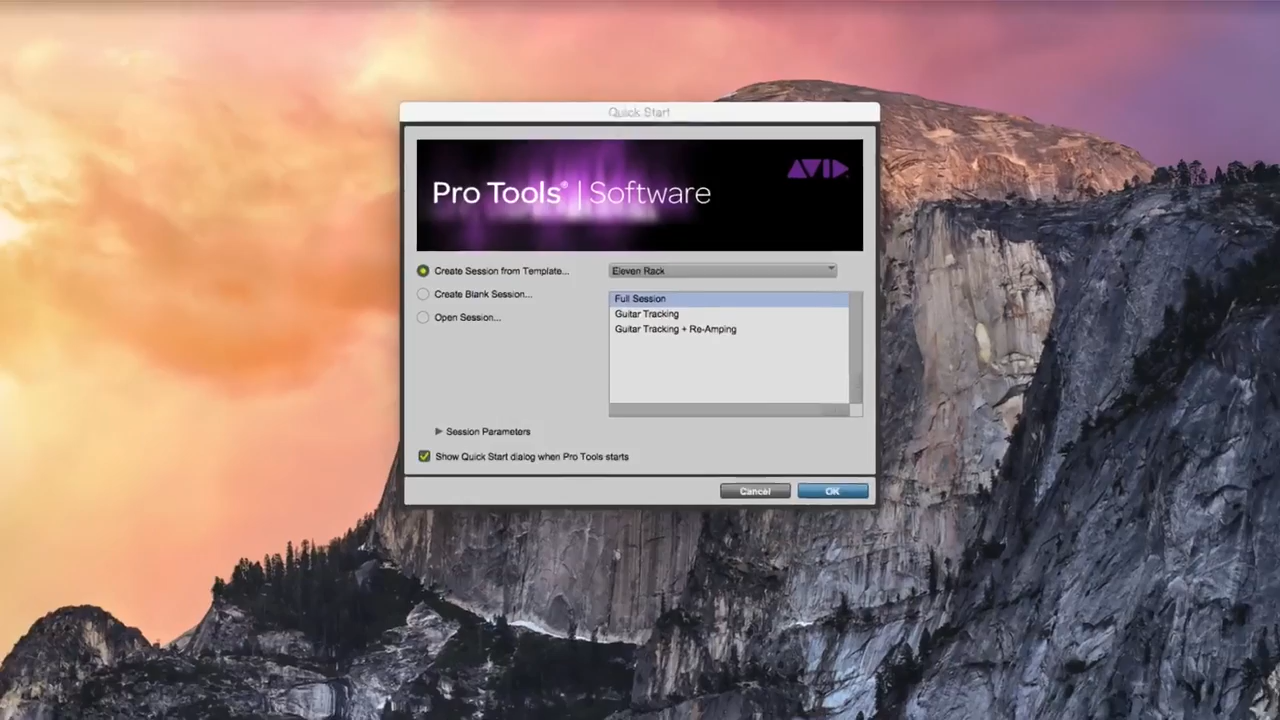 Quick Start
AVID
Pro Tools® | Software
Create Session from Template...
Eleven Rack
Create Blank Session...
Open Session...
Full Session
Guitar Tracking
Guitar Tracking + Re-Amping
Session Parameters
Show Quick Start dialog when Pro Tools starts
Cancel
OK